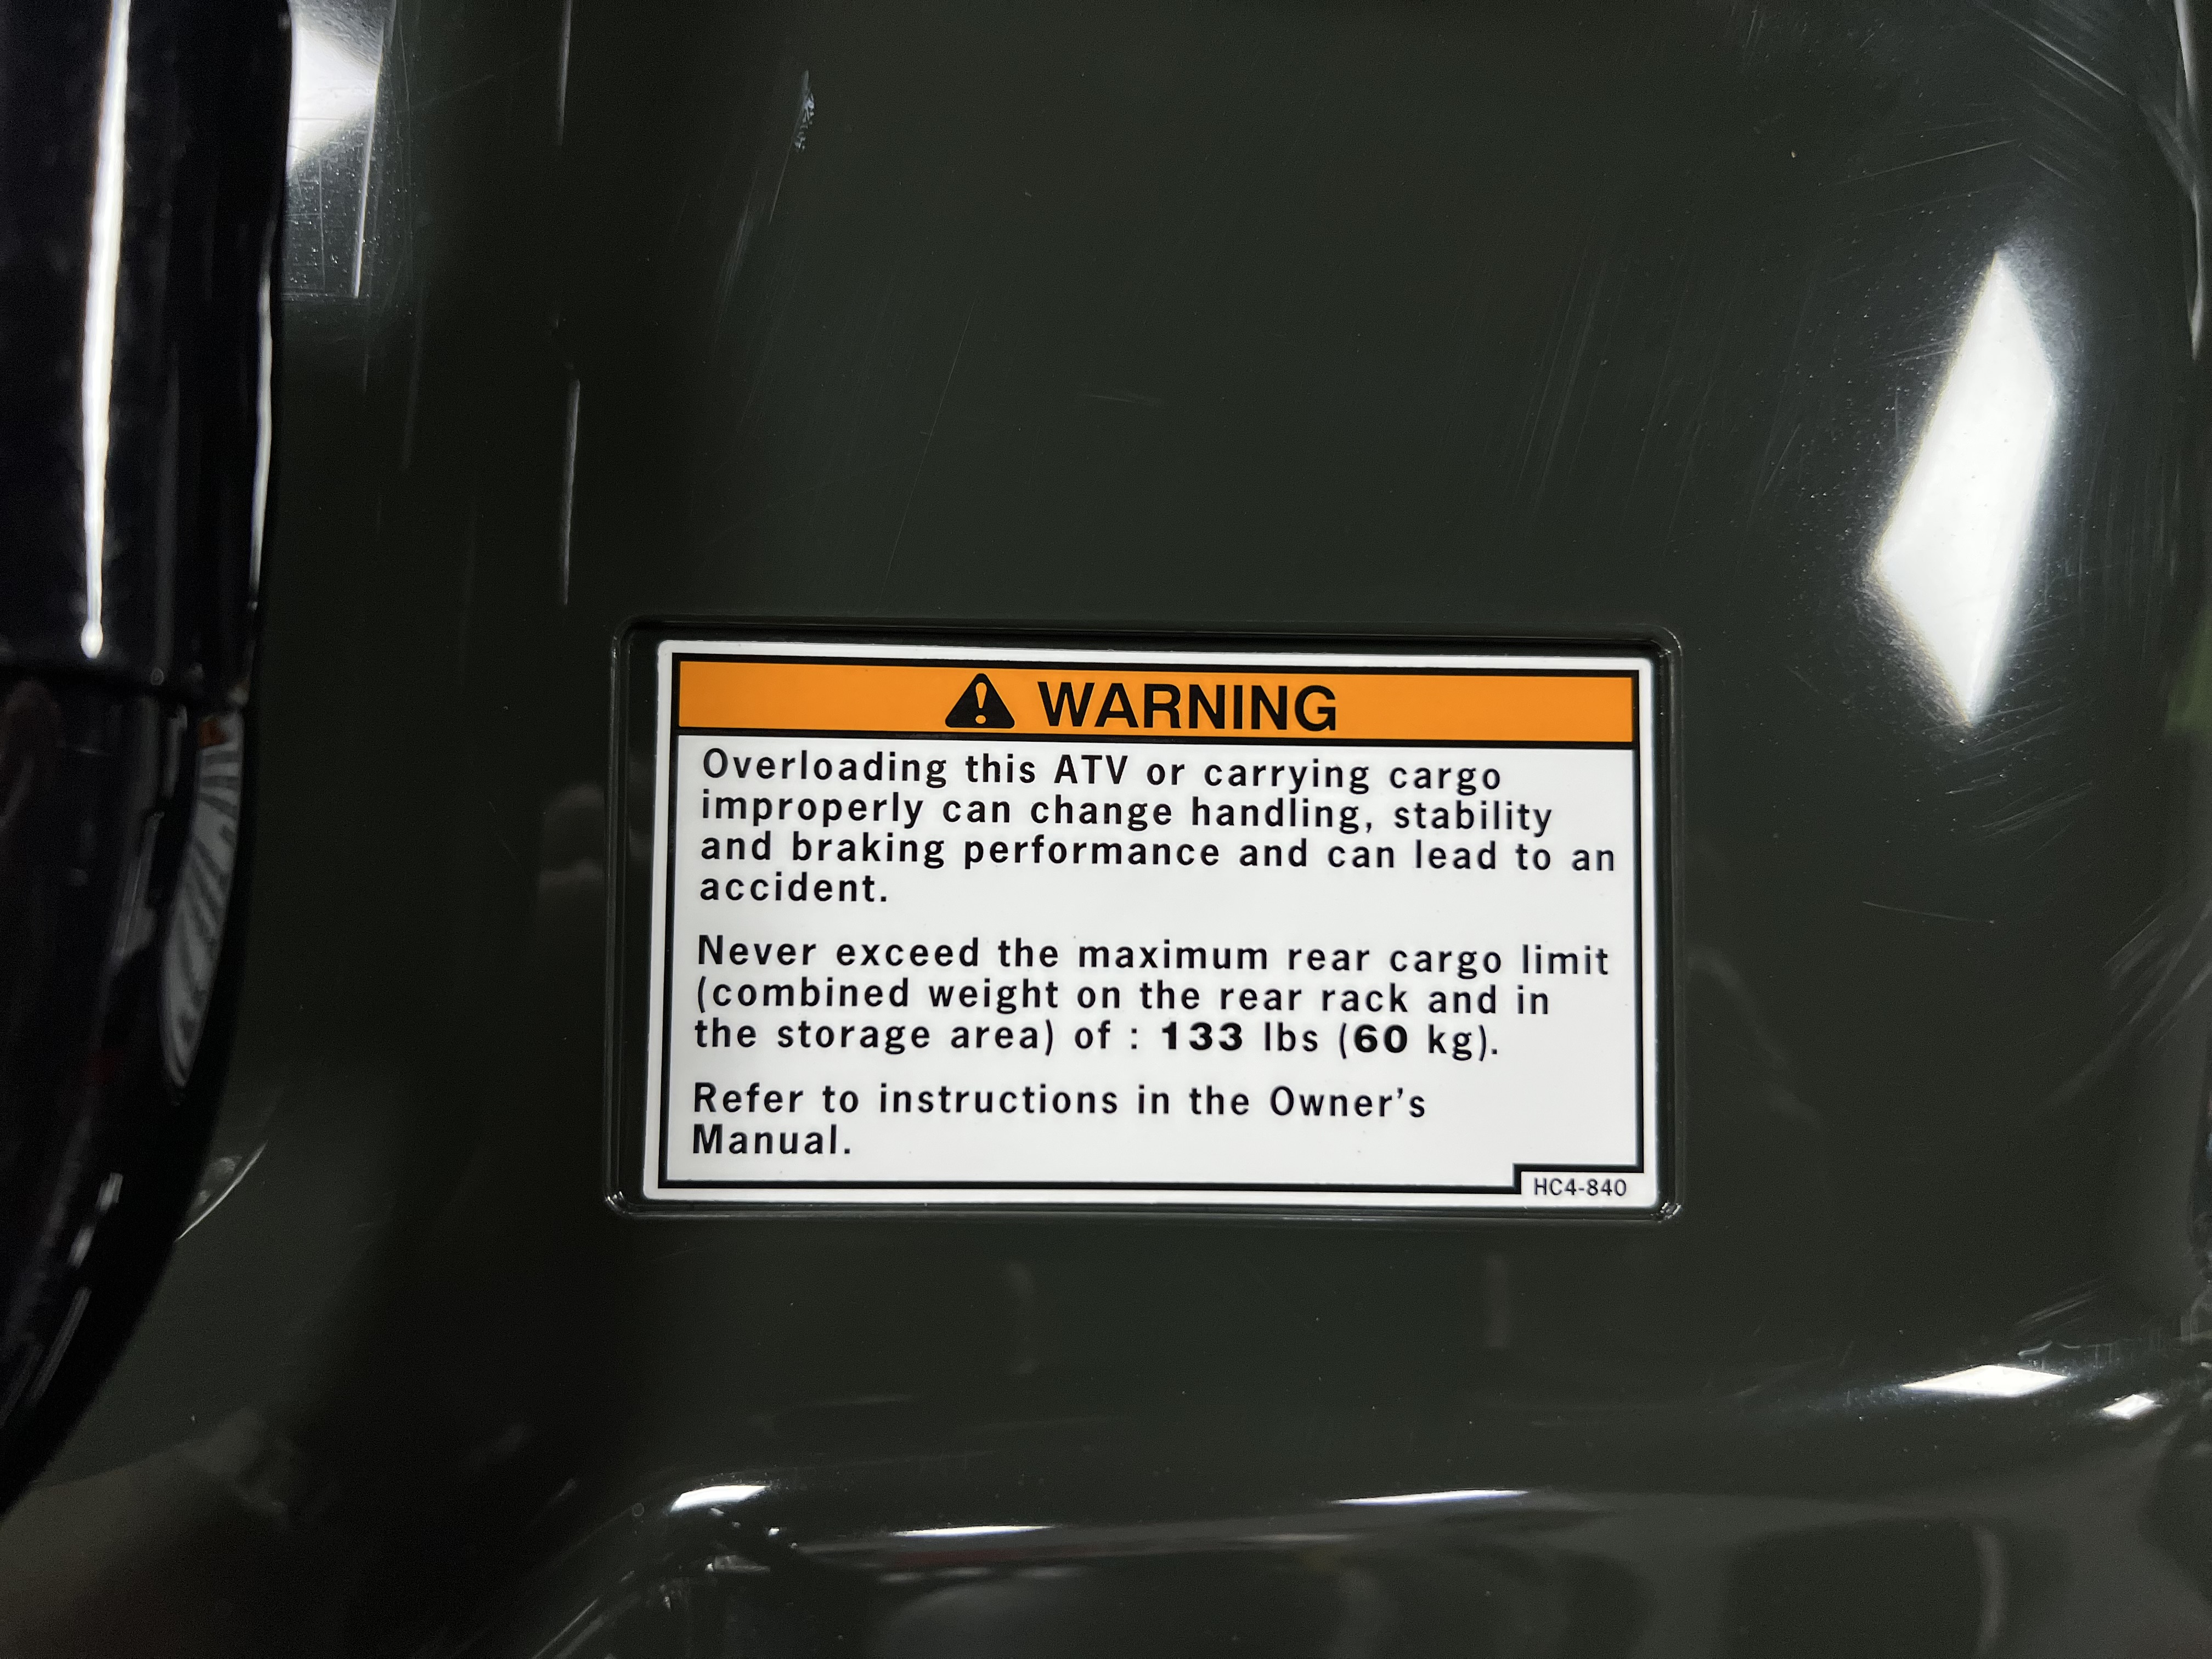 WARNING
Overloading this ATV or carrying cargo
improperly can change handling, stability
and braking performance and can lead to an
accident.
Never exceed the maximum rear cargo limit
(combined weight on the rear rack and in
the storage area) of : 133 lbs (60 kg).
Refer to instructions in the Owner's
Manual.
HC4-840